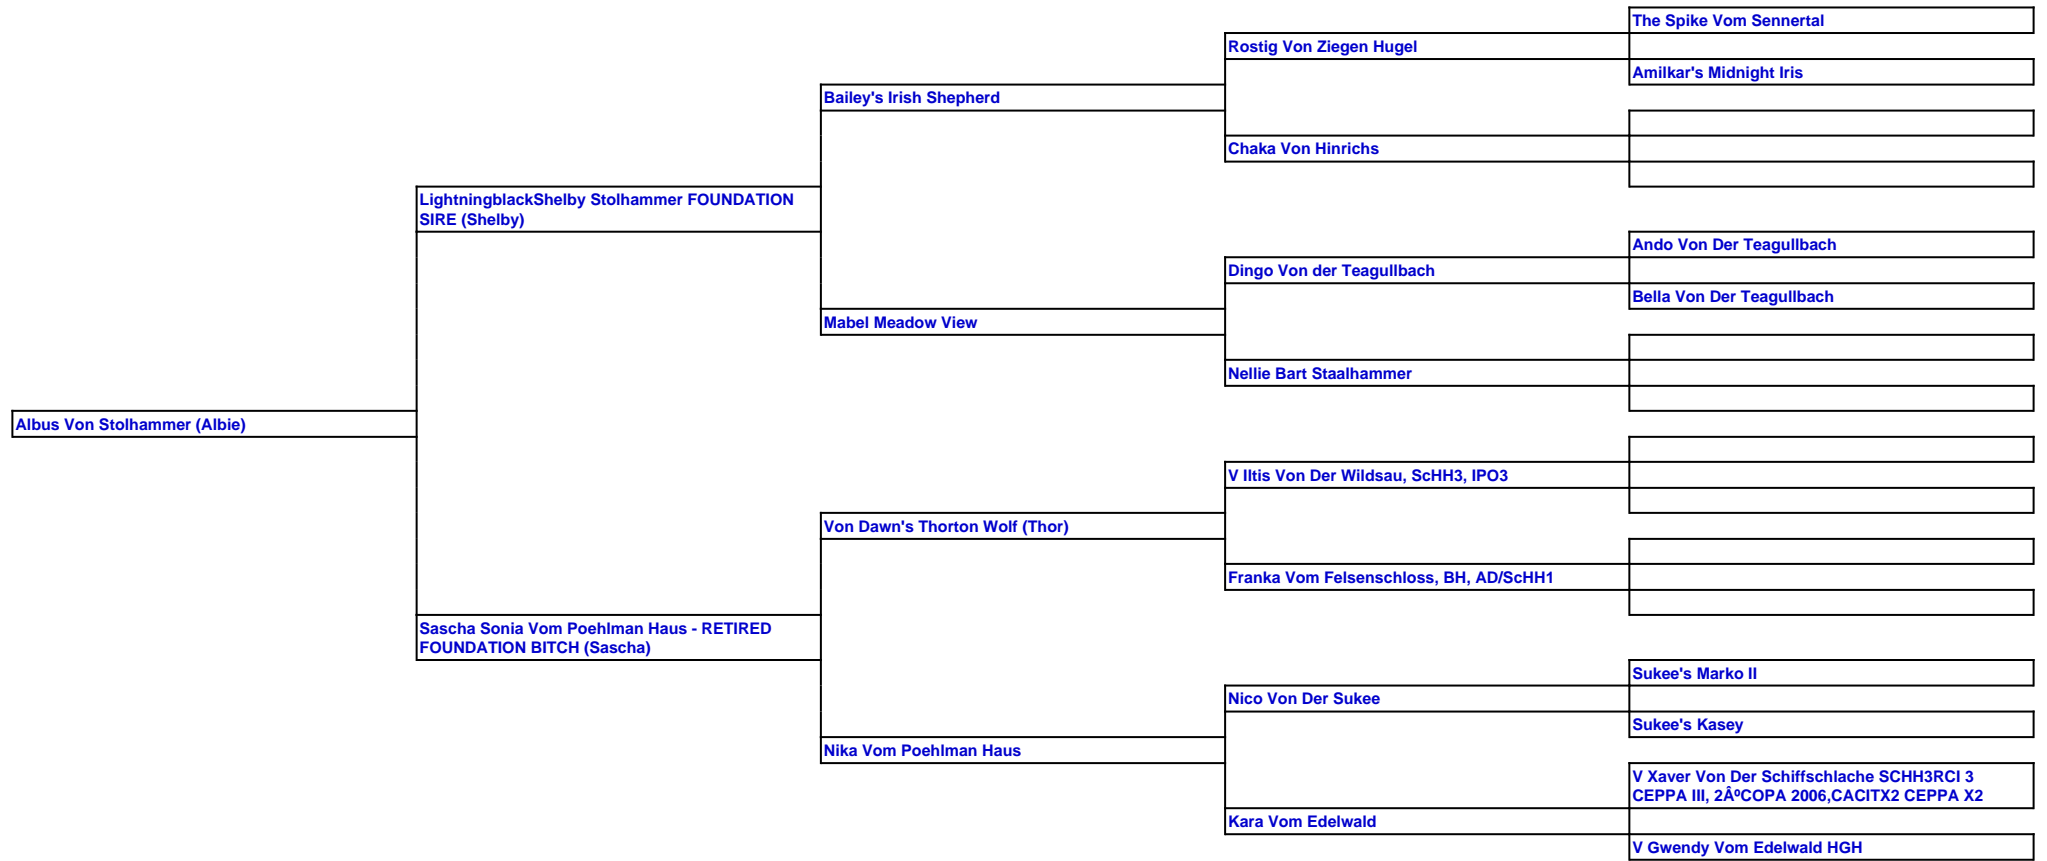 The Spike Vom Sennertal
Rostig Von Ziegen Hugel
Amilkar's Midnight Iris
Bailey's Irish Shepherd
Chaka Von Hinrichs
LightningblackShelby Stolhammer FOUNDATION
SIRE (Shelby)
Ando Von Der Teagullbach
Dingo Von der Teagullbach
Bella Von Der Teagullbach
Mabel Meadow View
Nellie Bart Staalhammer
Albus Von Stolhammer (Albie)
V Iltis Von Der Wildsau, ScHH3, IPO3
Von Dawn's Thorton Wolf (Thor)
Franka Vom Felsenschloss, BH, AD/ScHH1
Sascha Sonia Vom Poehlman Haus - RETIRED
FOUNDATION BITCH (Sascha)
Sukee's Marko II
Nico Von Der Sukee
Sukee's Kasey
Nika Vom Poehlman Haus
V Xaver Von Der Schiffschlache SCHH3RCI 3
CEPPA III, 2ÂºCOPA 2006,CACITX2 CEPPA X2
Kara Vom Edelwald
V Gwendy Vom Edelwald HGH